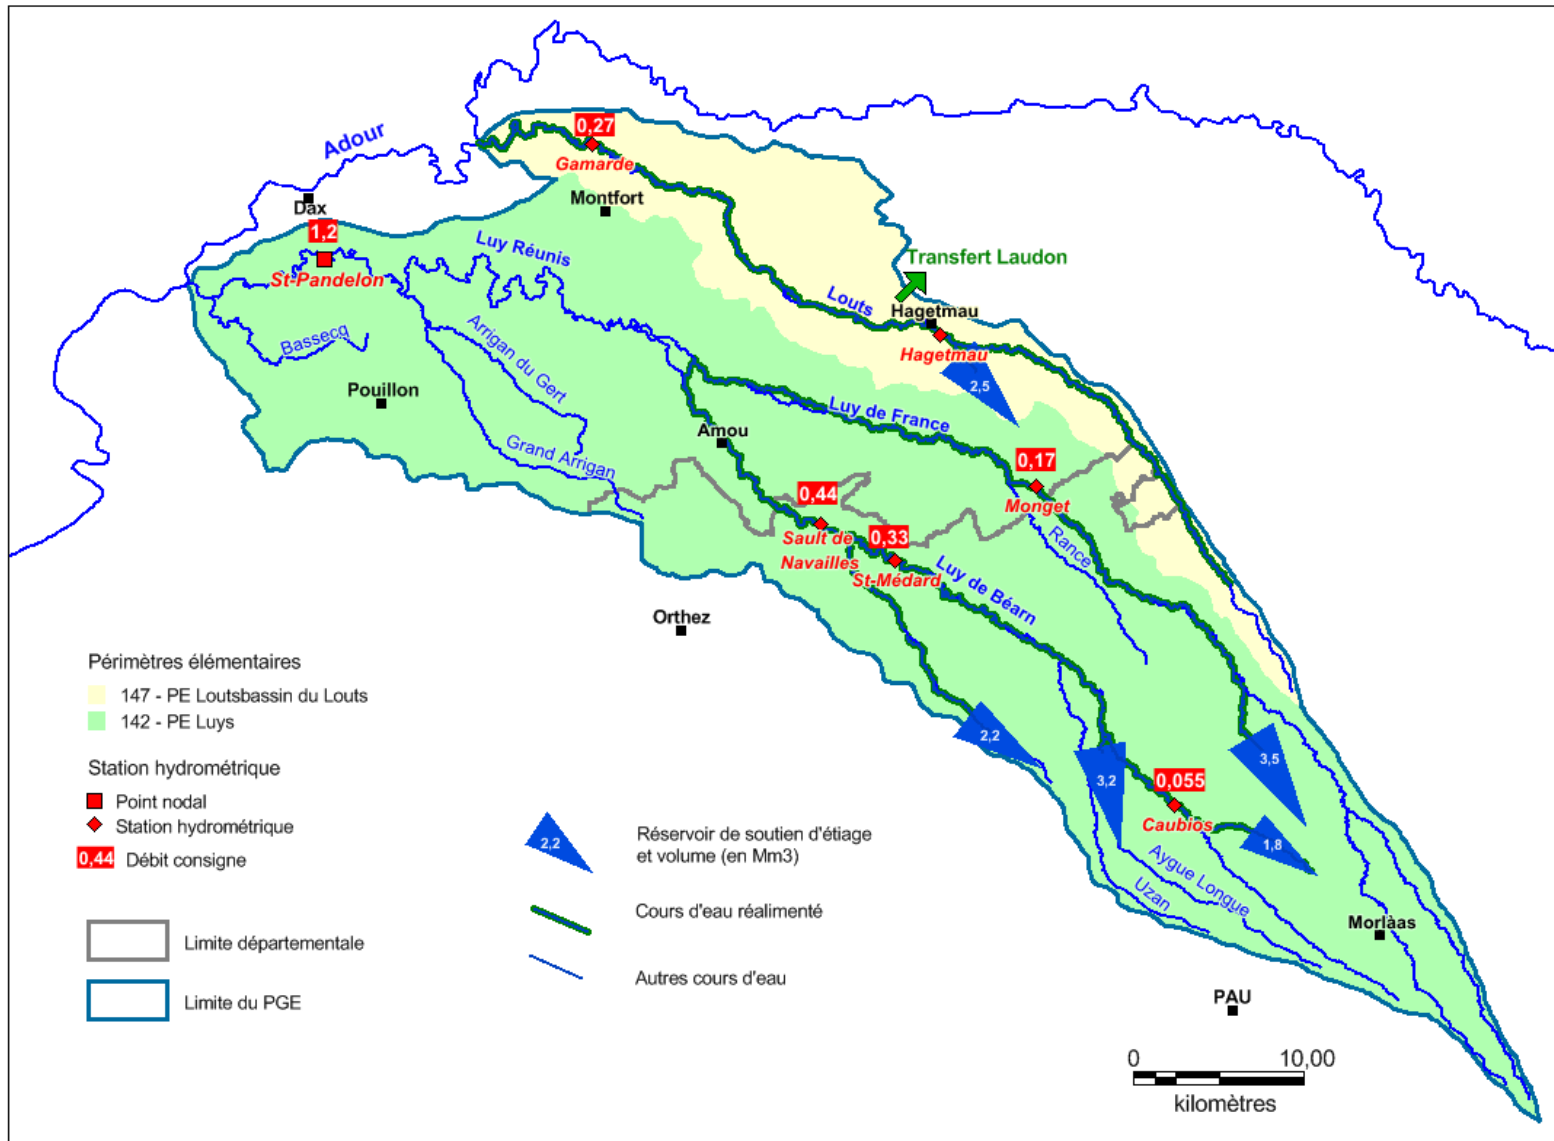 0,27
Gamarde
Adour
Montfort
Dax
1,2
St-Pandelon
Luy Réunis
Transfert Laudon
Louts
Hagetmau
Hagetmau
2,5
Bassecq
Arrigan du Gert
Pouillon
Luy de France
Amou
Grand Arrigan
0,17
Monget
0,44
Sault de
Navailles
0,33
St-Médard
Rance
Luy de Béarn
Orthez
2,2
3,2
3,5
0,055
Caubios
1,8
Aygue Longue
Uzan
Morlàas
PAU
Périmètres élémentaires
147 - PE Loutsbassin du Louts
142 - PE Luys
Station hydrométrique
Point nodal
Station hydrométrique
0,44 Débit consigne
Limite départementale
Limite du PGE
2,2
Réservoir de soutien d'étiage
et volume (en Mm3)
Cours d'eau réalimenté
Autres cours d'eau
0 10,00
kilomètres